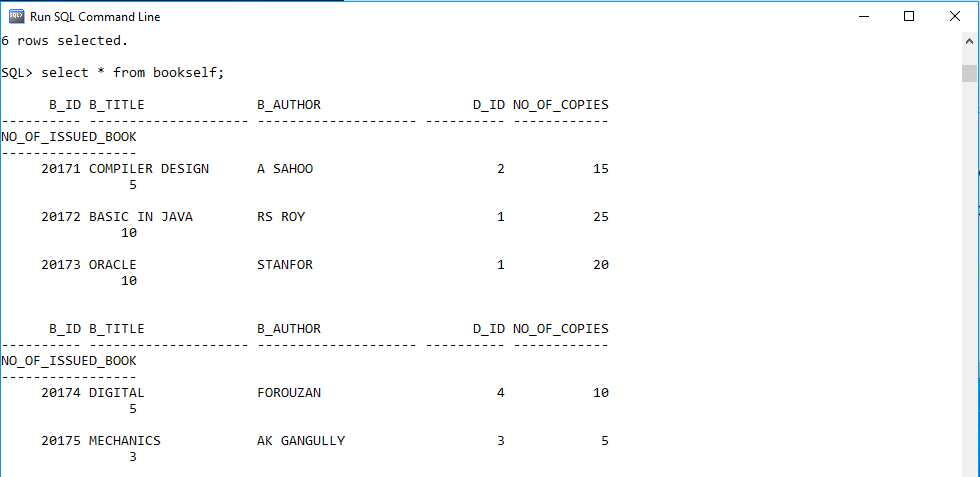 Run SQL Command Line
6 rows selected.
SQL> select * from bookself;
B_ID B_TITLE B_AUTHOR D_ID NO_OF_COPIES
---------- -------------------- -------------------- ---------- ------------
NO_OF_ISSUED_BOOK
-----------------
20171 COMPILER DESIGN A SAHOO 2 15
5
20172 BASIC IN JAVA RS ROY 1 25
10
20173 ORACLE STANFOR 1 20
10
B_ID B_TITLE B_AUTHOR D_ID NO_OF_COPIES
---------- -------------------- -------------------- ---------- ------------
NO_OF_ISSUED_BOOK
-----------------
20174 DIGITAL FOROUZAN 4 10
5
20175 MECHANICS AK GANGULLY 3 5
3